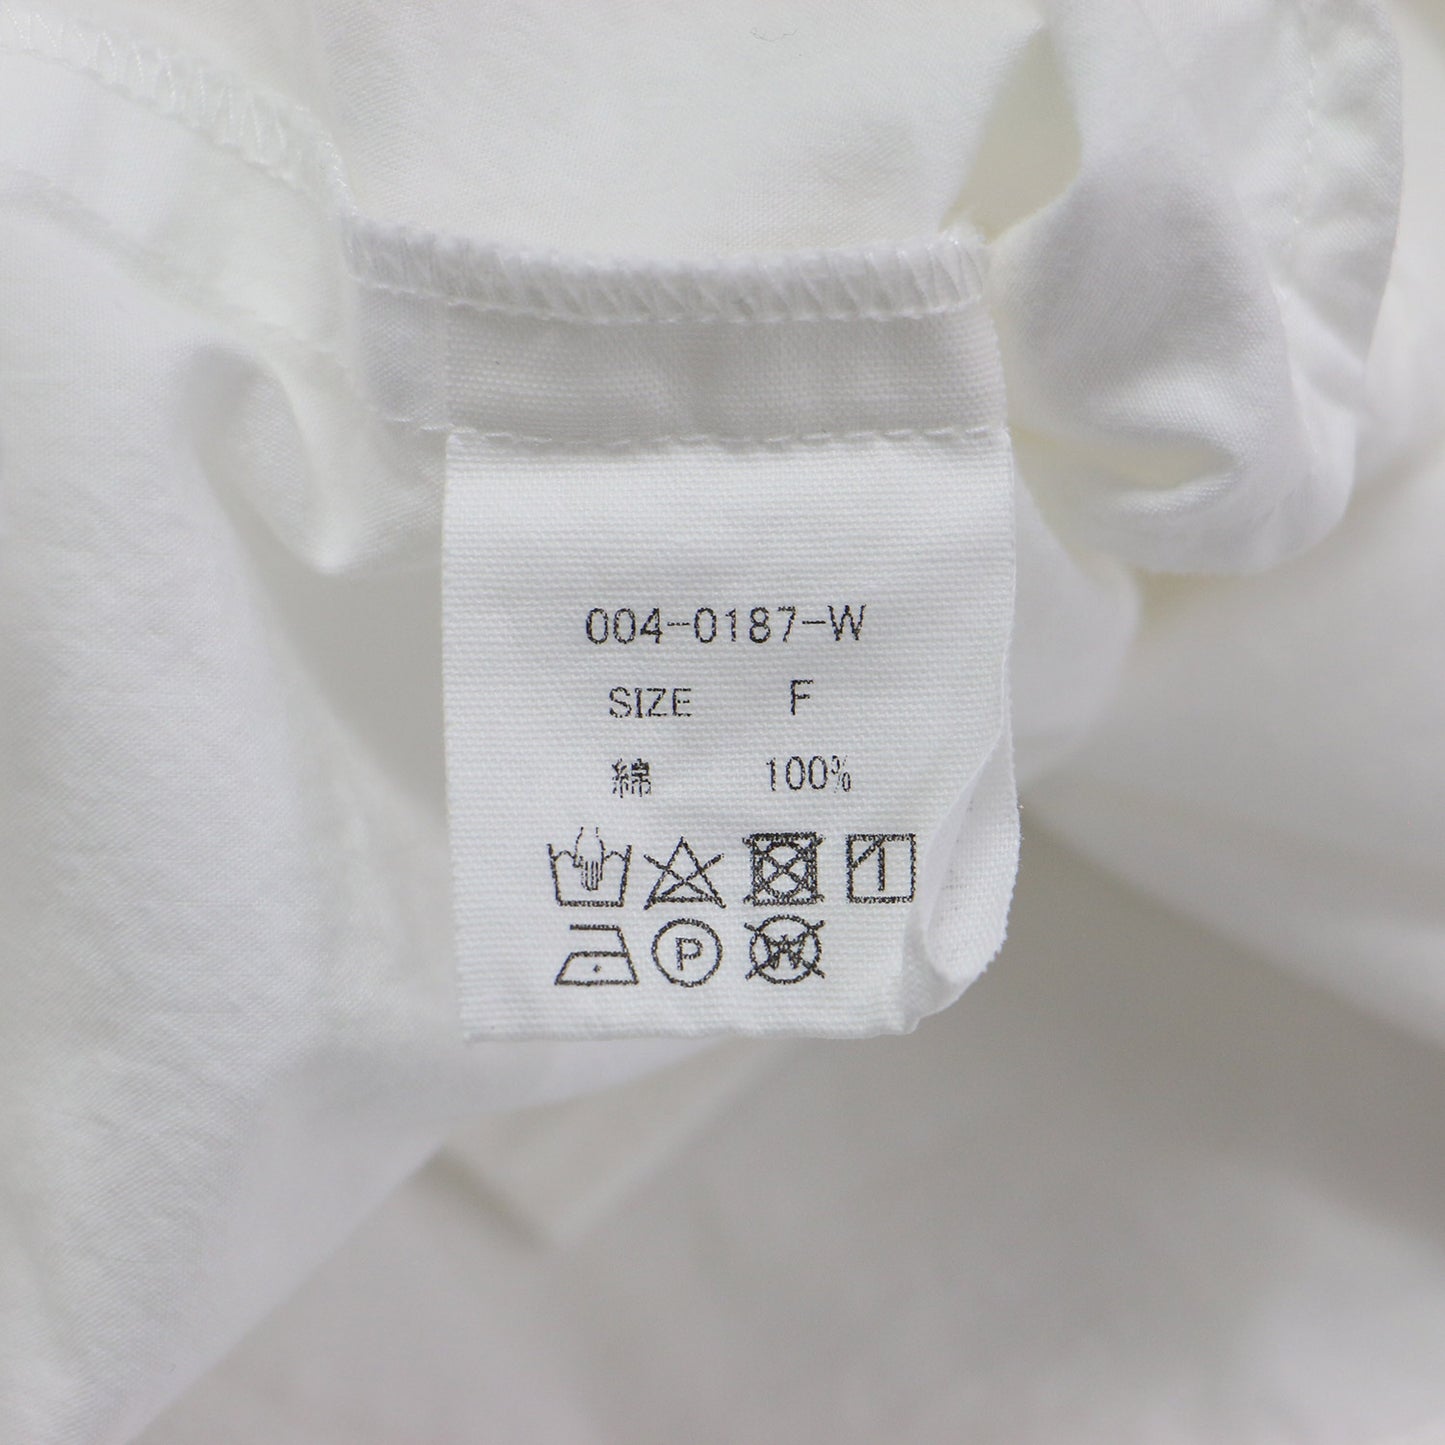 004-0187-W
SIZE F
綿 100%
P
W